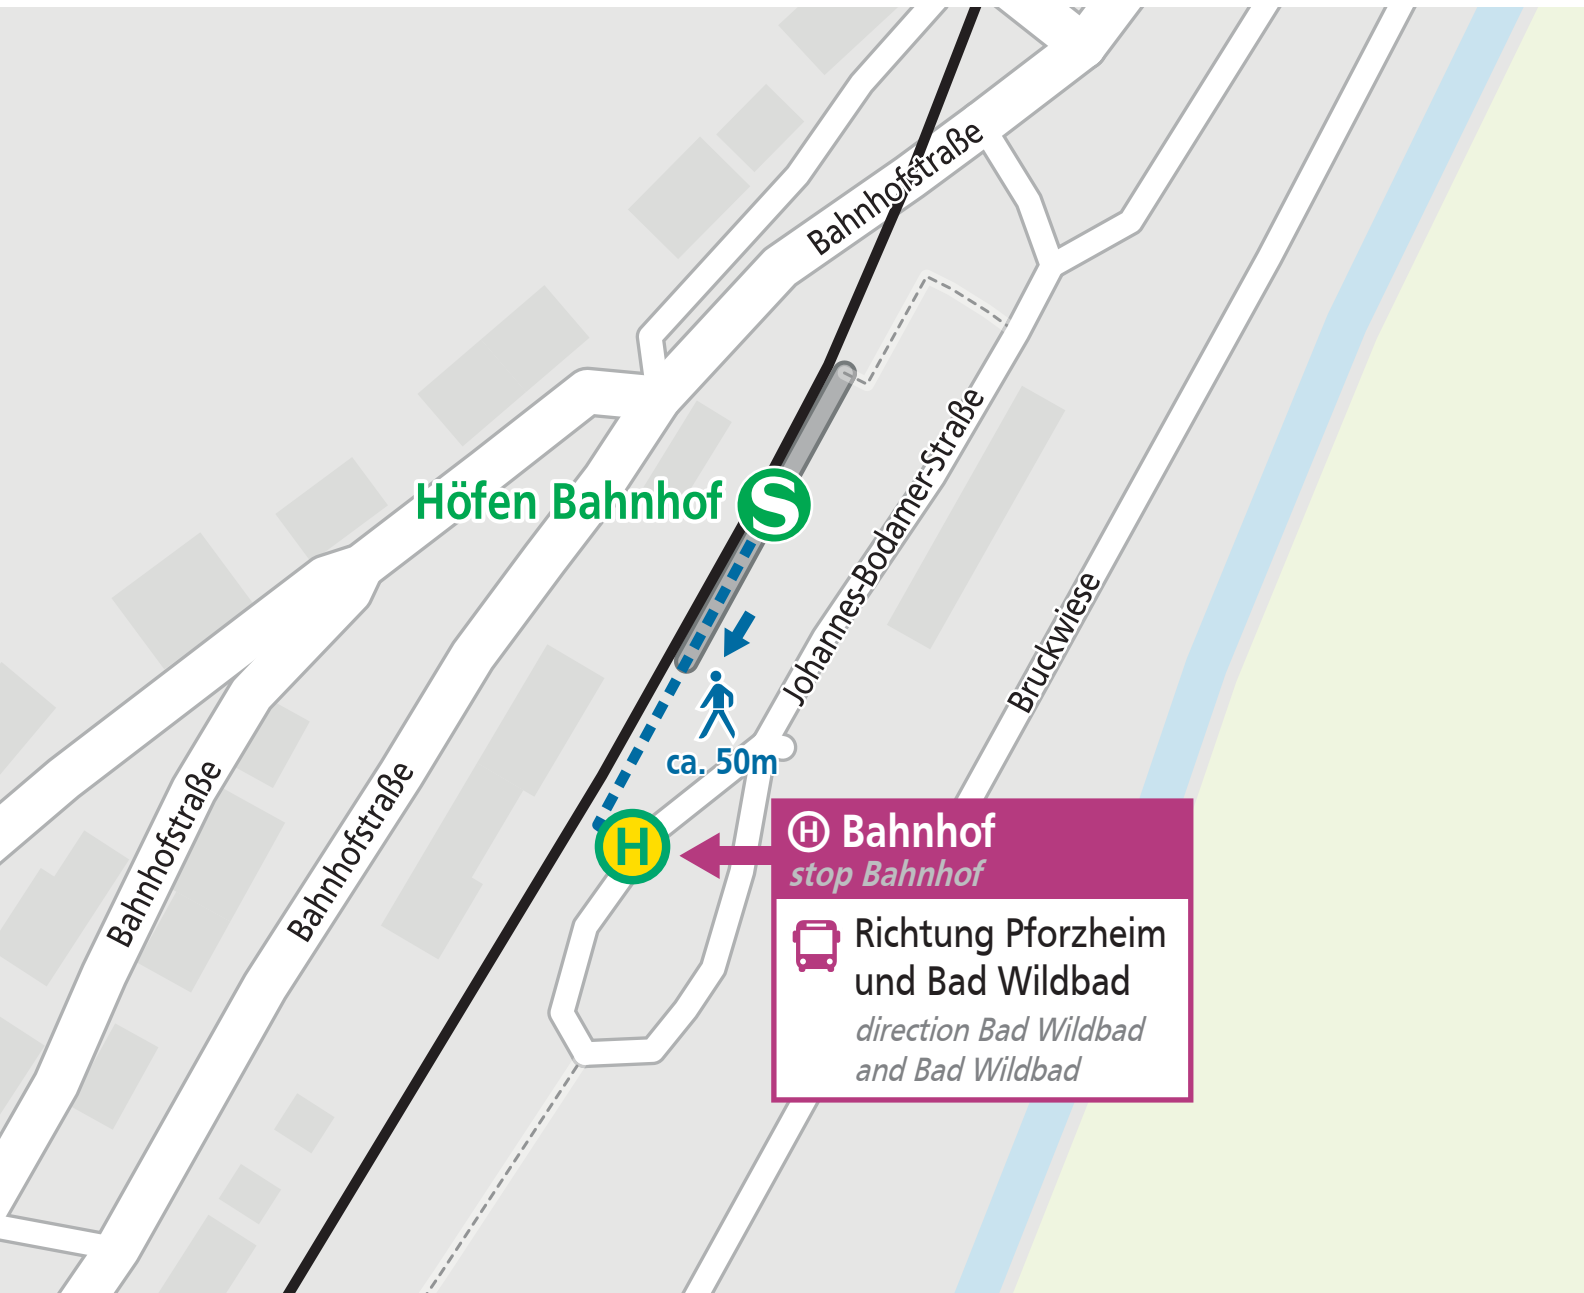 Bahnhofstraße
Höfen Bahnhof
S
Johannes-Bodamer-Straße
Bruckwiese
ca. 50m
Bahnhofstraße
Bahnhofstraße
H
H Bahnhof
stop Bahnhof
Richtung Pforzheim
und Bad Wildbad
direction Bad Wildbad
and Bad Wildbad